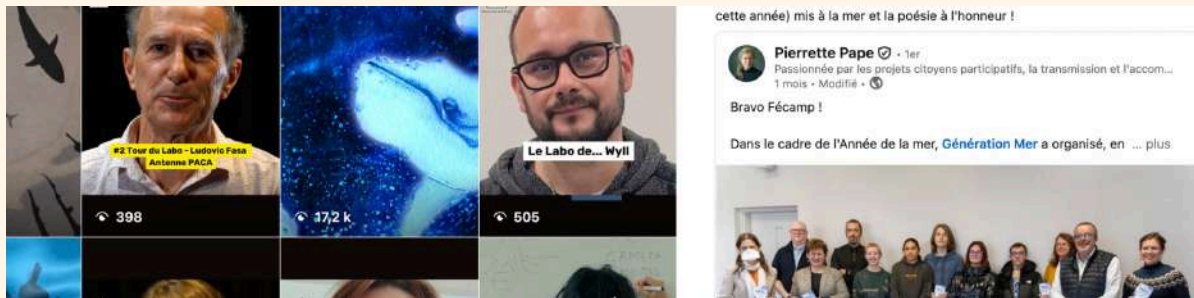 #2 Tour du Labo - Ludovic Fasa
Antenne PACA
398
17,2 k
Le Labo de... Wyll
505
cette année) mis à la mer et la poésie à l'honneur !
Pierrette Pape • 1er
Passionnée par les projets citoyens participatifs, la transmission et l'accom...
1 mois • Modifié •
Bravo Fécamp !
Dans le cadre de l'Année de la mer, Génération Mer a organisé, en ... plus